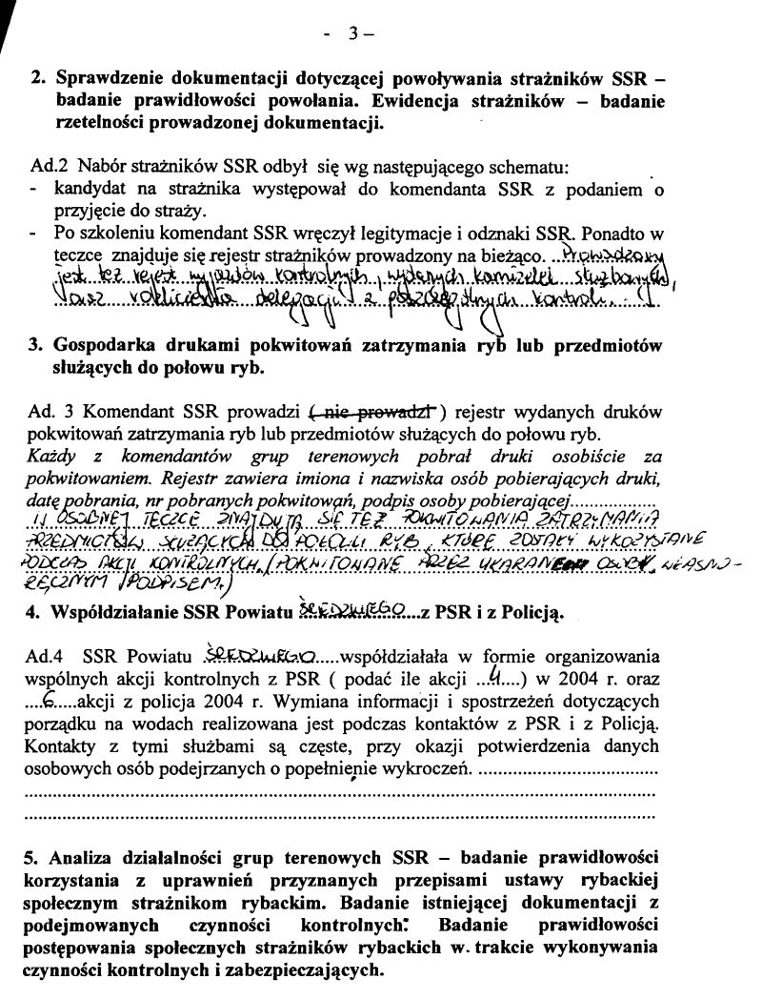 - 3 –
2. Sprawdzenie dokumentacji dotyczącej powoływania strażników SSR –
badanie prawidłowości powołania. Ewidencja strażników – badanie
rzetelności prowadzonej dokumentacji.
Ad.2 Nabór strażników SSR odbył się wg następującego schematu:
- kandydat na strażnika występował do komendanta SSR z podaniem o
przyjęcie do straży.
- Po szkoleniu komendant SSR wręczył legitymacje i odznaki SSR. Ponadto w
teczce znajduje się rejestr strażników prowadzony na bieżąco. Prowadzony
jest też rejest wyjazdów kontrolnych, wydanych kamizelek służbowych,
oraz rozliczenia delegacji z poszczególnych kontroli.
3. Gospodarka drukami pokwitowań zatrzymania ryb lub przedmiotów
służących do połowu ryb.
Ad. 3 Komendant SSR prowadzi ( nie prowadzi ) rejestr wydanych druków
pokwitowań zatrzymania ryb lub przedmiotów służących do połowu ryb.
Każdy z komendantów grup terenowych pobrał druki osobiście za
pokwitowaniem. Rejestr zawiera imiona i nazwiska osób pobierających druki,
datę pobrania, nr pobranych pokwitowąń, podpis osoby pobierającej..................
W OSOBNEJ TECZCE ZNAJDUJĄ SIĘ TEŻ POKWITOWANIA ZATRZYMANIA
PRZEDMIOTÓW SŁUŻĄCYCH DO POŁOWU RYB, KTÓRE ZOSTAŁY WYKOŻYSTANE
PODCZAS AKCJI KONTROLNYCH. (POKWITOWANE PRZEZ UKARANE OSOBY, WŁASNO-
RĘCZNYM PODPISEM.)
4. Współdziałanie SSR Powiatu ŚREDZKIEGO....z PSR i z Policją.
Ad.4 SSR Powiatu .ŚREDZKIEGO.....współdziałała w formie organizowania
wspólnych akcji kontrolnych z PSR ( podać ile akcji ...4....) w 2004 r. oraz
....6.....akcji z policja 2004 r. Wymiana informacji i spostrzeżeń dotyczących
porządku na wodach realizowana jest podczas kontaktów z PSR i z Policją.
Kontakty z tymi służbami są częste, przy okazji potwierdzenia danych
osobowych osób podejrzanych o popełnienie wykroczeń. .....................................
5. Analiza działalności grup terenowych SSR – badanie prawidłowości
korzystania z uprawnień przyznanych przepisami ustawy rybackiej
społecznym strażnikom rybackim. Badanie istniejącej dokumentacji z
podejmowanych czynności kontrolnych. Badanie prawidłowości
postępowania społecznych strażników rybackich w trakcie wykonywania
czynności kontrolnych i zabezpieczających.